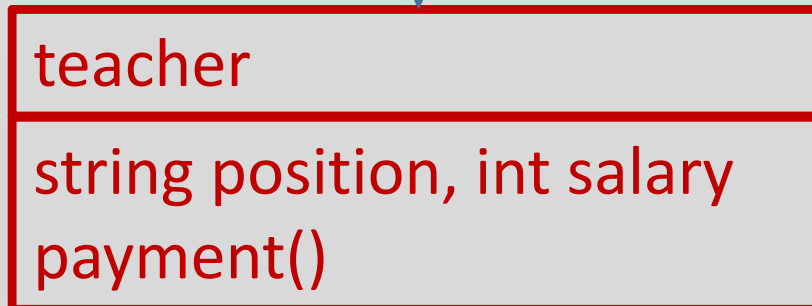 teacher
string position, int salary
payment()